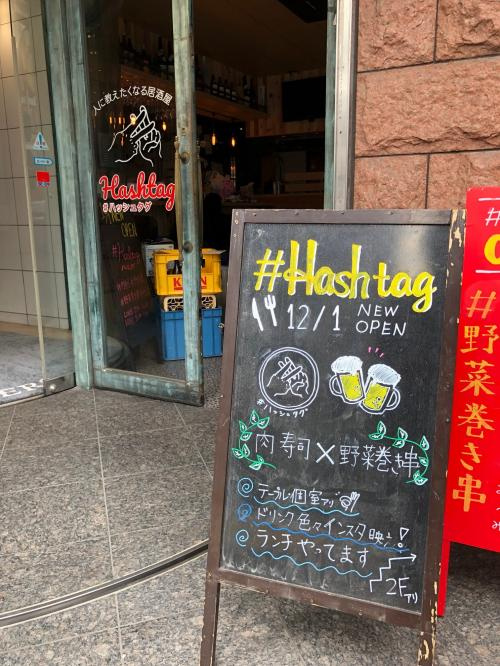 人に教えたくなる居酒屋
Hashtag
#ハッシュタグ
OPEN
#Hashtag
12/1 NEW
OPEN
#ハッシュタグ
肉寿司×野菜巻き串
テーブル個室アリ
ドリンク色々インスタ映え!
ランチやってます
2Fアリ
#野菜巻き串